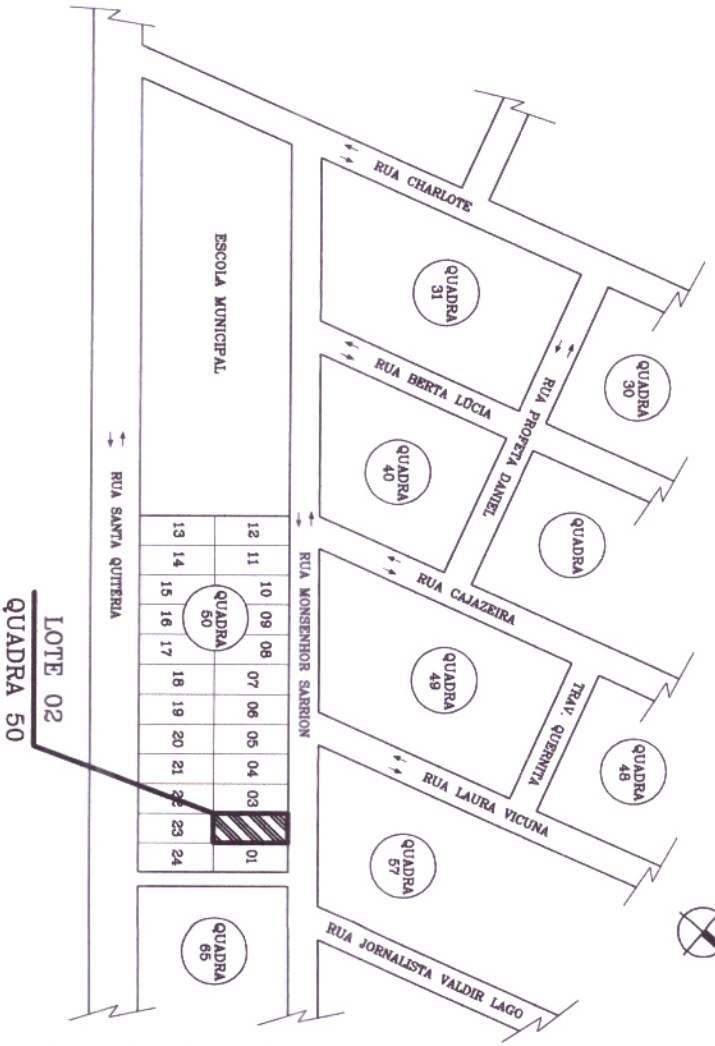 RUA CHARLOTE
QUADRA
31
QUADRA
30
RUA PROFETA DANIEL
RUA BERTA LÚCIA
QUADRA
40
QUADRA
ESCOLA MUNICIPAL
RUA SANTA QUITÉRIA
RUA MONSENHOR SARRION
RUA CAJAZEIRA
QUADRA
49
TRAV. QUERNITA
QUADRA
48
RUA LAURA VICUNA
QUADRA
57
RUA JORNALISTA VALDIR LAGO
QUADRA
65
QUADRA
50
12
11
10
09
08
07
06
05
04
03
01
13
14
15
16
17
18
19
20
21
22
23
24
LOTE 02
QUADRA 50